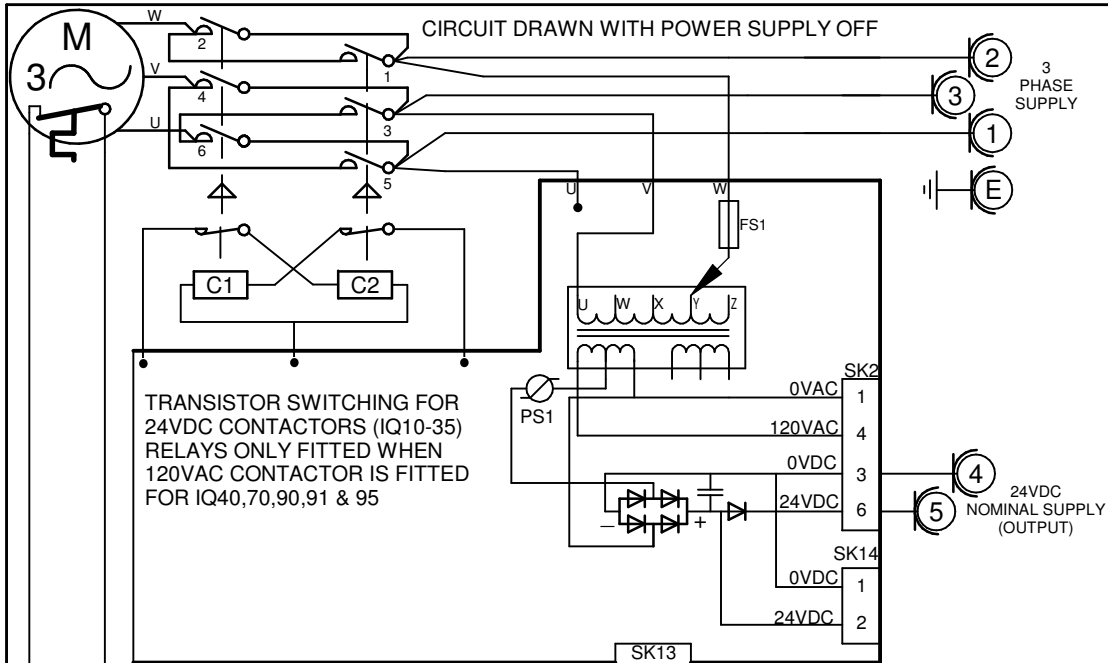 CIRCUIT DRAWN WITH POWER SUPPLY OFF
W
M
3
2
1
2
3
PHASE
SUPPLY
V
3
4
3
1
U
6
5
E
U
V
W
FS1
C1
C2
U
W
X
Y
Z
SK2
0VAC
1
PS1
120VAC
4
TRANSISTOR SWITCHING FOR
24VDC CONTACTORS (IQ10-35)
RELAYS ONLY FITTED WHEN
120VAC CONTACTOR IS FITTED
FOR IQ40,70,90,91 & 95
0VDC
3
4
24VDC
6
5
24VDC
NOMINAL SUPPLY
(OUTPUT)
–
+
SK14
0VDC
1
24VDC
2
SK13